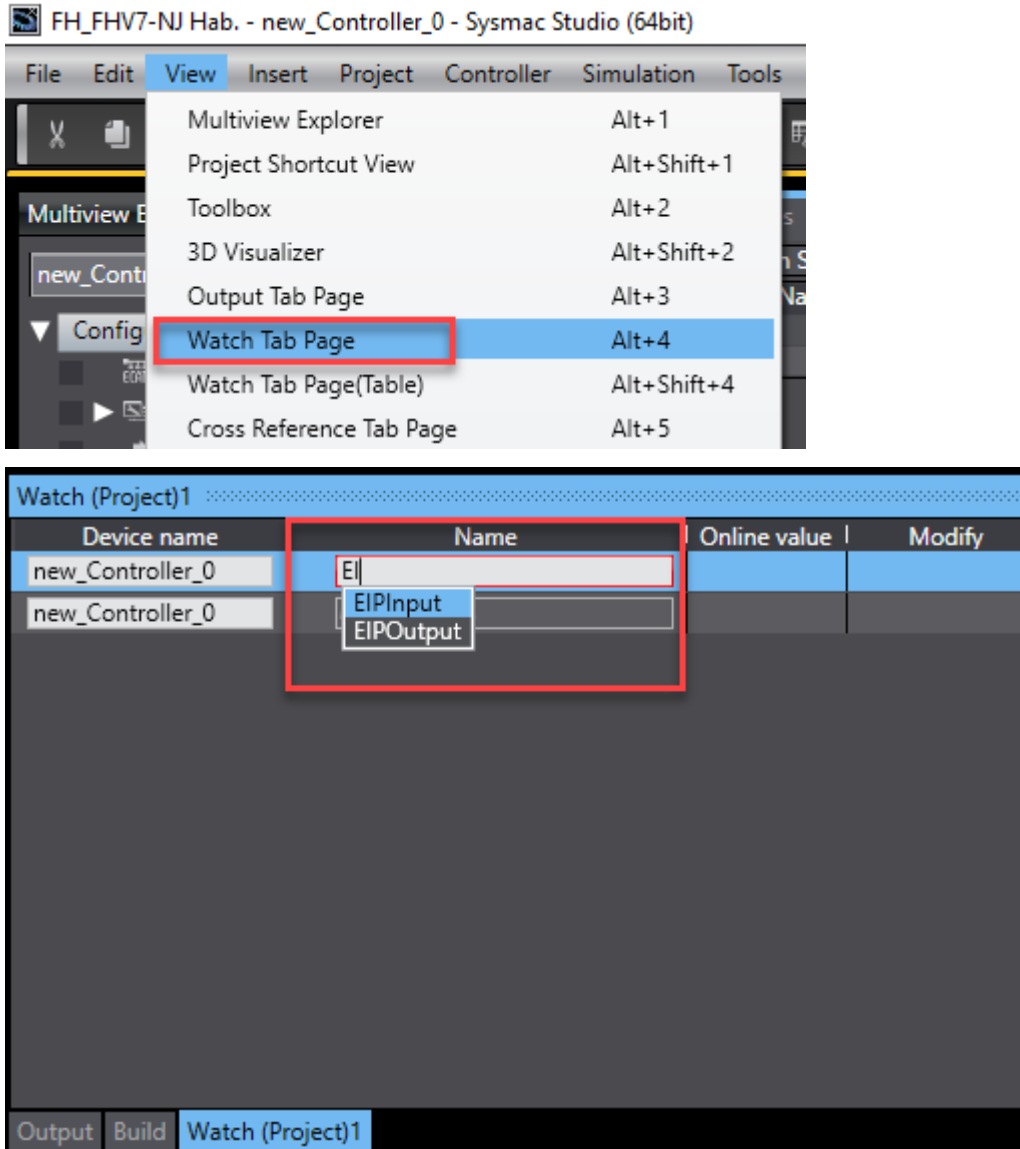 FH_FHV7-NJ Hab. - new_Controller_0 - Sysmac Studio (64bit)
File Edit View Insert Project Controller Simulation Tools
Multiview Explorer Alt+1
Project Shortcut View Alt+Shift+1
Multiview E Toolbox Alt+2 s
new_Contr 3D Visualizer Alt+Shift+2 n S
Output Tab Page Alt+3 Na
Config Watch Tab Page Alt+4
Watch Tab Page(Table) Alt+Shift+4
Cross Reference Tab Page Alt+5
Watch (Project)1
Device name Name Online value Modify
new_Controller_0 EI
EIPInput
new_Controller_0
EIPOutput
Output Build Watch (Project)1